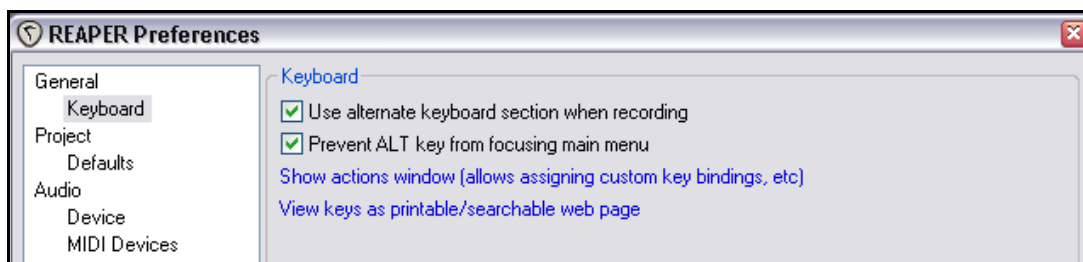 REAPER Preferences
General
Keyboard
Project
Defaults
Audio
Device
MIDI Devices
Keyboard
Use alternate keyboard section when recording
Prevent ALT key from focusing main menu
Show actions window (allows assigning custom key bindings, etc)
View keys as printable/searchable web page